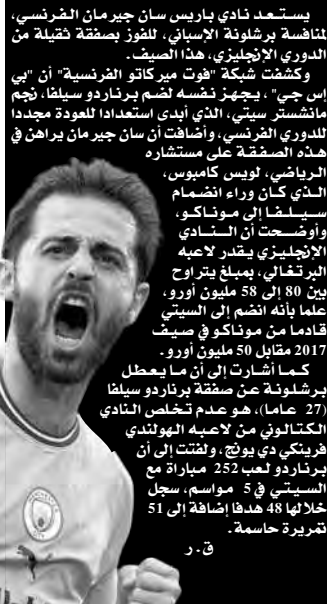 يستعد نادي باريس سان جيرمان الفرنسي،
لمنافسة برشلونة الإسباني، للفوز بصفقة ثقيلة من
الدوري الإنجليزي، هذا الصيف.
وكشفت شبكة "فوت ميركاتو الفرنسية" أن "بي
اس جي"، يجهز نفسه لضم برناردو سيلفا، نجم
مانشستر سيتي، الذي أبدى استعدادا للعودة مجددا
للدوري الفرنسي، وأضافت أن سان جيرمان يراهن في
هذه الصفقة على مستشاره
الرياضي، لويس كامبوس،
الذي كان وراء انضمام
سيلفا إلى موناكو،
وأوضحت أن النادي
الإنجليزي يقدر لاعبه
البرتغالي، بمبلغ يتراوح
بين 80 إلى 58 مليون أورو،
علما بأنه انضم إلى السيتي
قادما من موناكو في صيف
2017 مقابل 50 مليون أورو.
كما أشارت إلى أن ما يعطل
برشلونة عن صفقة برناردو سيلفا
(27 عاما)، هو عدم تخلص النادي
الكتالوني من لاعبه الهولندي
فرينكي دي يونج، ولفتت إلى أن
برناردو لعب 252 مباراة مع
السيتي في 5 مواسم، سجل
خلالها 48 هدفا إضافة إلى 51
تمريرة حاسمة.
ق.ر